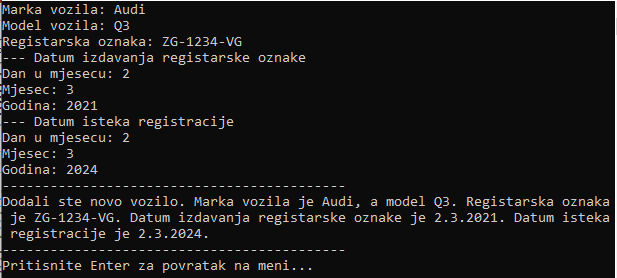 Marka vozila: Audi
Model vozila: Q3
Registarska oznaka: ZG-1234-VG
--- Datum izdavanja registarske oznake
Dan u mjesecu: 2
Mjesec: 3
Godina: 2021
--- Datum isteka registracije
Dan u mjesecu: 2
Mjesec: 3
Godina: 2024
-------------------------------------------
Dodali ste novo vozilo. Marka vozila je Audi, a model Q3. Registarska oznaka
je ZG-1234-VG. Datum izdavanja registarske oznake je 2.3.2021. Datum isteka
registracije je 2.3.2024.
-------------------------------------------
Pritisnite Enter za povratak na meni...